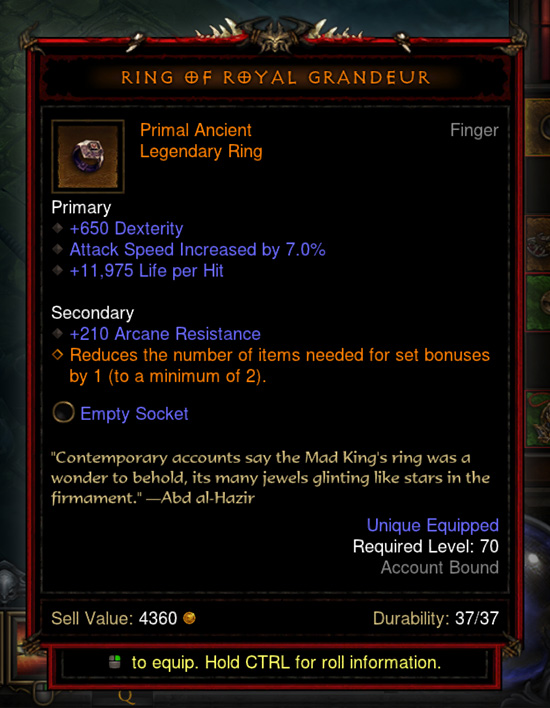 RING OF ROYAL GRANDEUR
Primal Ancient
Legendary Ring
Finger
Primary
+650 Dexterity
Attack Speed Increased by 7.0%
+11,975 Life per Hit
Secondary
+210 Arcane Resistance
Reduces the number of items needed for set bonuses
by 1 (to a minimum of 2).
Empty Socket
"Contemporary accounts say the Mad King's ring was a
wonder to behold, its many jewels glinting like stars in the
firmament." —Abd al-Hazir
Unique Equipped
Required Level: 70
Account Bound
Sell Value: 4360
Durability: 37/37
to equip. Hold CTRL for roll information.
Q